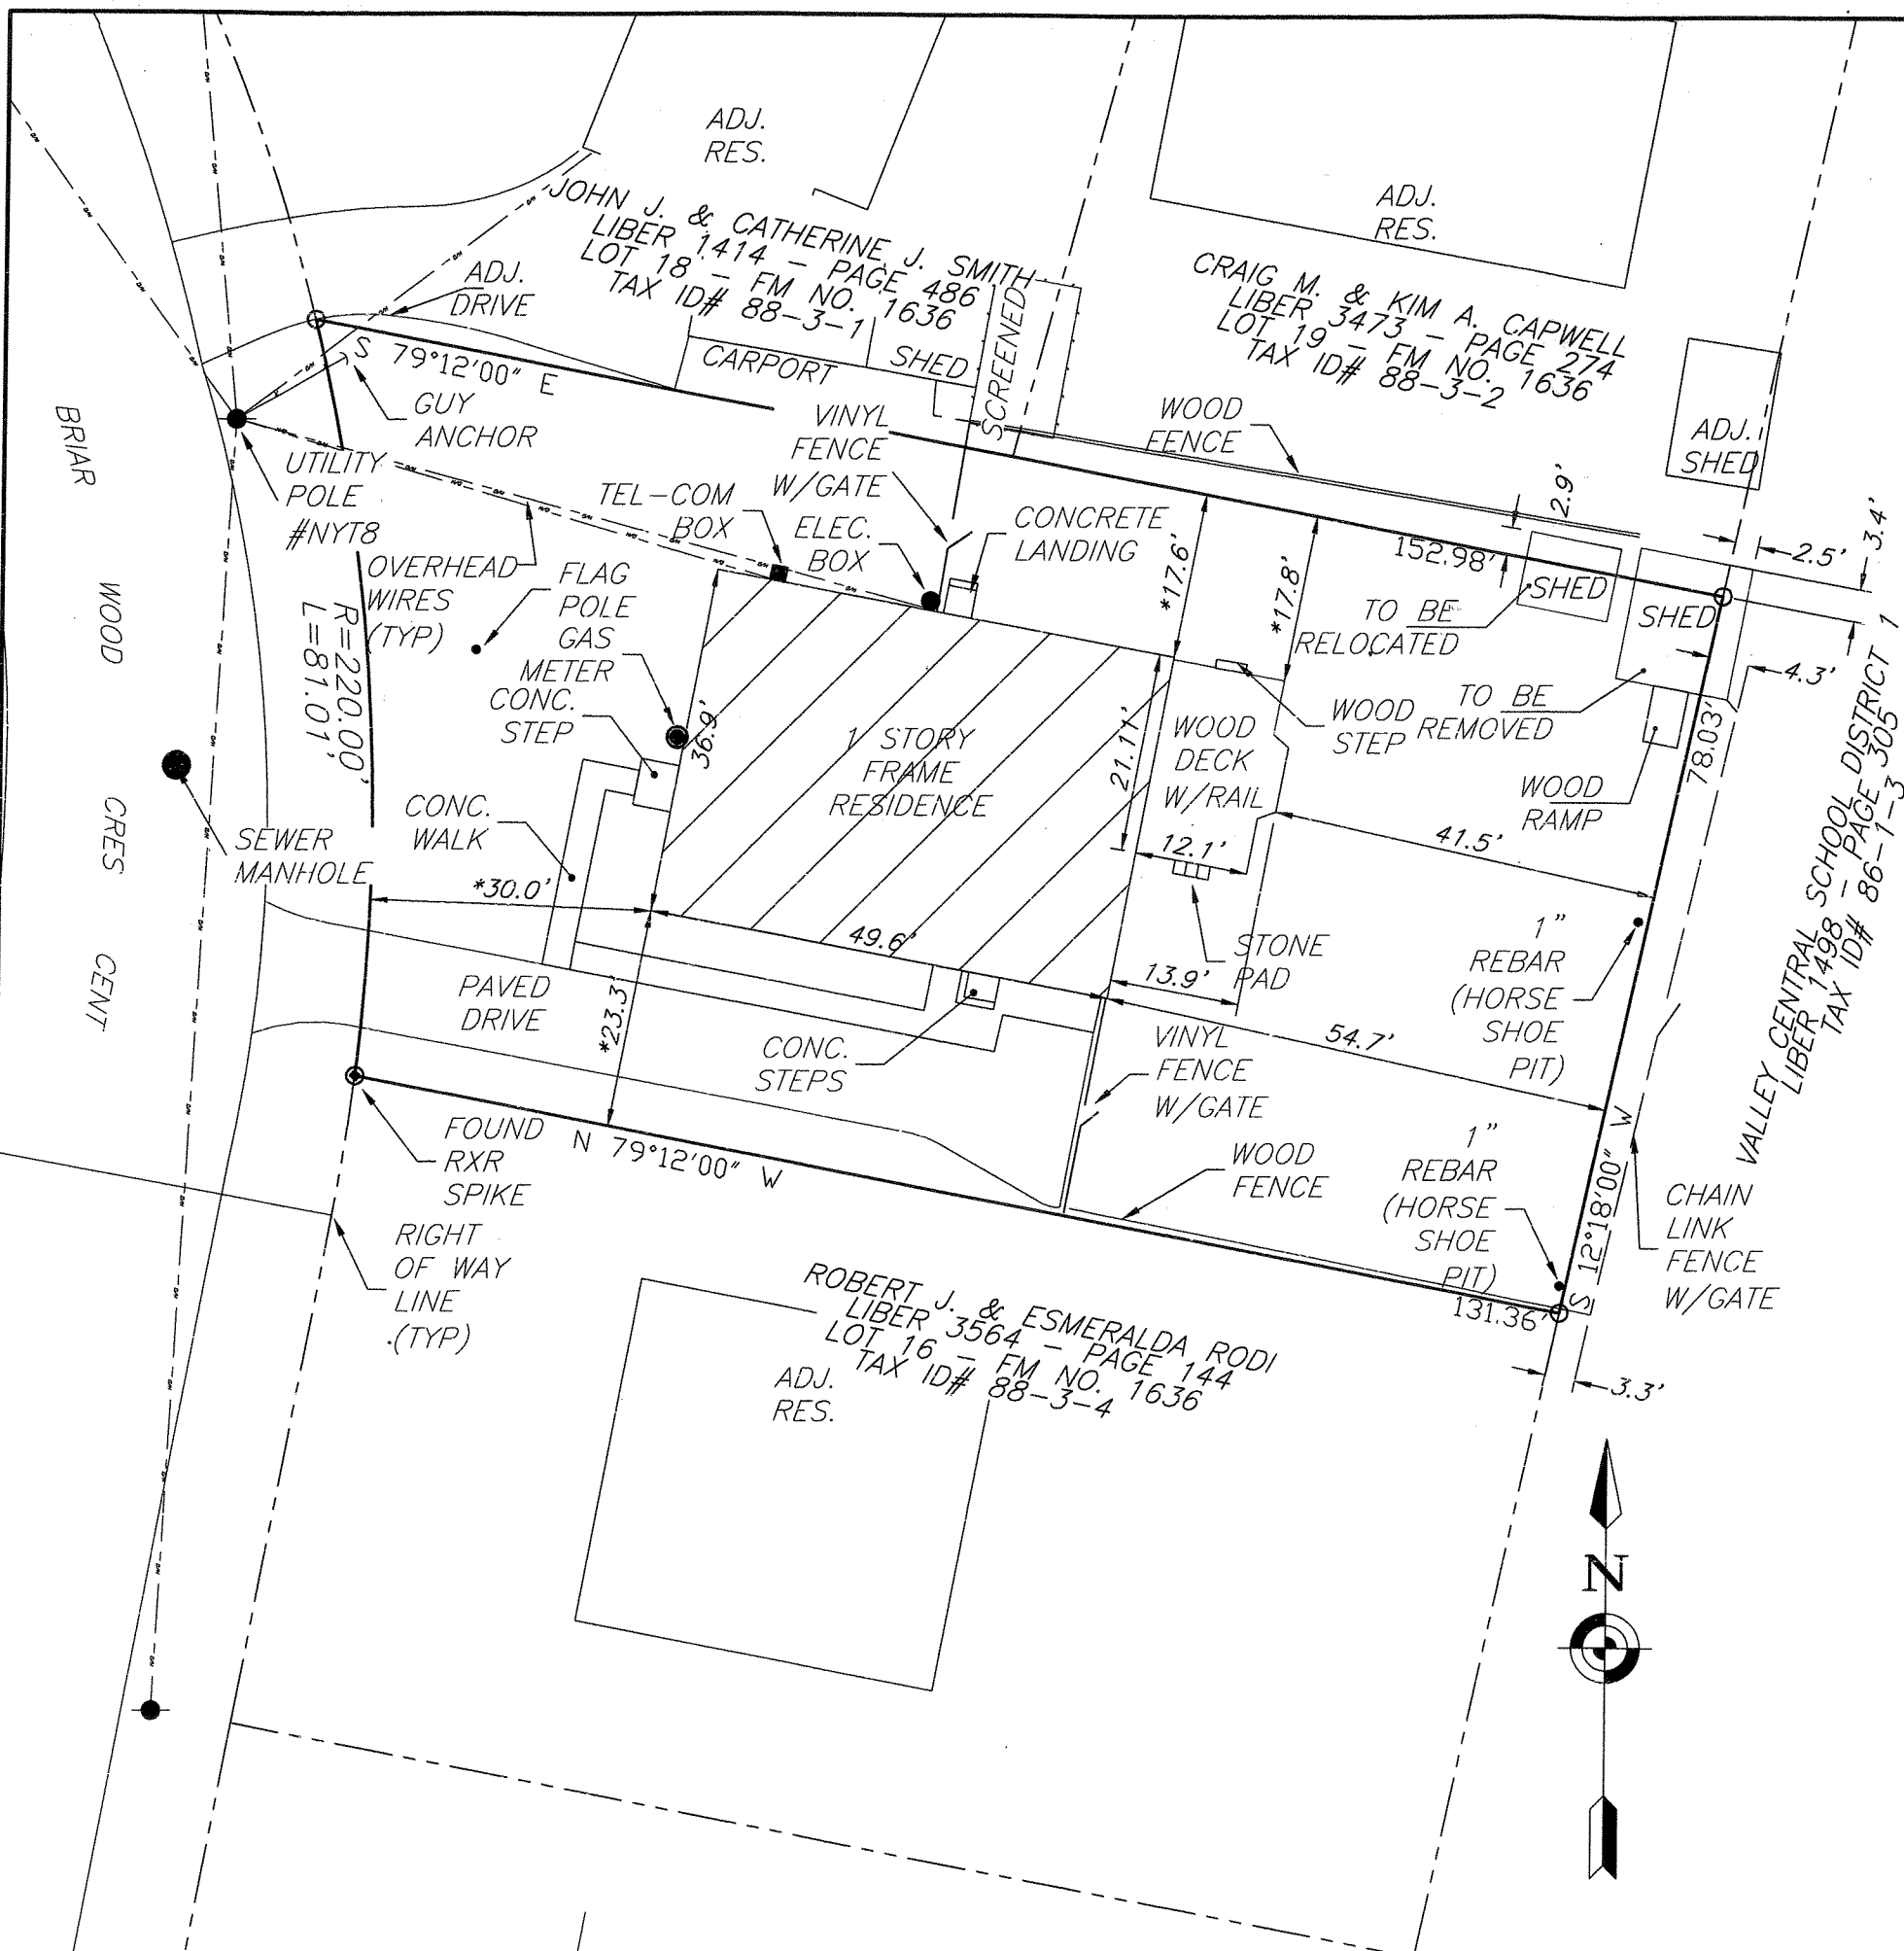 ADJ.
RES.
JOHN J. & CATHERINE J. SMITH
LIBER 1414 - PAGE 486
LOT 18 - FM NO. 1636
TAX ID# 88-3-1
ADJ.
RES.
CRAIG M. & KIM A. CAPWELL
LIBER 3473 - PAGE 274
LOT 19 - FM NO. 1636
TAX ID# 88-3-2
ADJ.
DRIVE
S 79°12'00" E
CARPORT
SHED
SCREENED
GUY
ANCHOR
VINYL
FENCE
W/GATE
WOOD
FENCE
ADJ.
SHED
2.9'
3.4'
2.5'
4.3'
UTILITY
POLE
#NYT8
TEL-COM
BOX
ELEC.
BOX
CONCRETE
LANDING
152.98'
SHED
SHED
TO BE
RELOCATED
TO BE
REMOVED
*17.6'
*17.8'
OVERHEAD
WIRES
(TYP)
FLAG
POLE
GAS
METER
CONC.
STEP
R=220.00'
L=81.01'
BRIAR
WOOD
CRES
CENT
36.9'
1 STORY
FRAME
RESIDENCE
21.11'
WOOD
DECK
W/RAIL
WOOD
STEP
WOOD
RAMP
78.03'
VALLEY CENTRAL SCHOOL DISTRICT 1
LIBER 1498 - PAGE 305
TAX ID# 86-1-3
SEWER
MANHOLE
CONC.
WALK
*30.0'
12.1'
41.5'
49.6'
STONE
PAD
13.9'
1"
REBAR
(HORSE
SHOE
PIT)
PAVED
DRIVE
*23.3'
CONC.
STEPS
VINYL
FENCE
W/GATE
54.7'
FOUND
RXR
SPIKE
N 79°12'00" W
WOOD
FENCE
1"
REBAR
(HORSE
SHOE
PIT)
S 12°18'00" W
CHAIN
LINK
FENCE
W/GATE
131.36'
3.3'
RIGHT
OF WAY
LINE
(TYP)
ROBERT J. & ESMERALDA RODI
LIBER 3564 - PAGE 144
LOT 16 - FM NO. 1636
TAX ID# 88-3-4
ADJ.
RES.
N